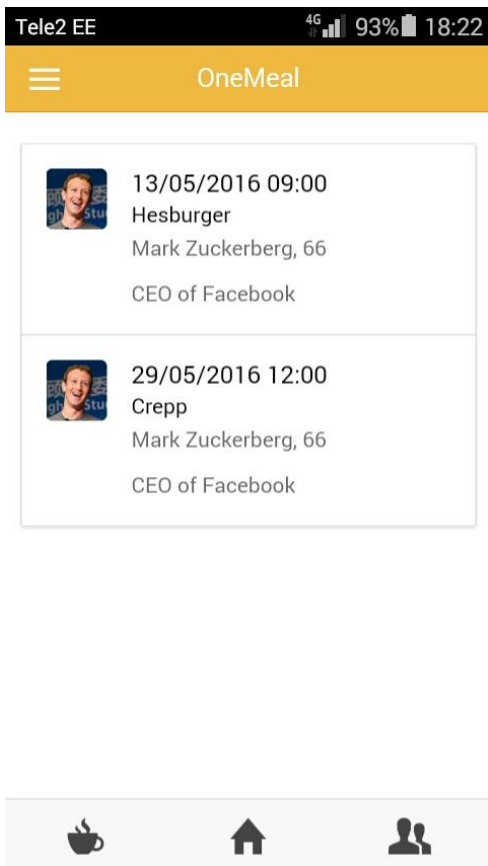 Tele2 EE 4G 93% 18:22
OneMeal
13/05/2016 09:00
Hesburger
Mark Zuckerberg, 66
CEO of Facebook
29/05/2016 12:00
Crepp
Mark Zuckerberg, 66
CEO of Facebook